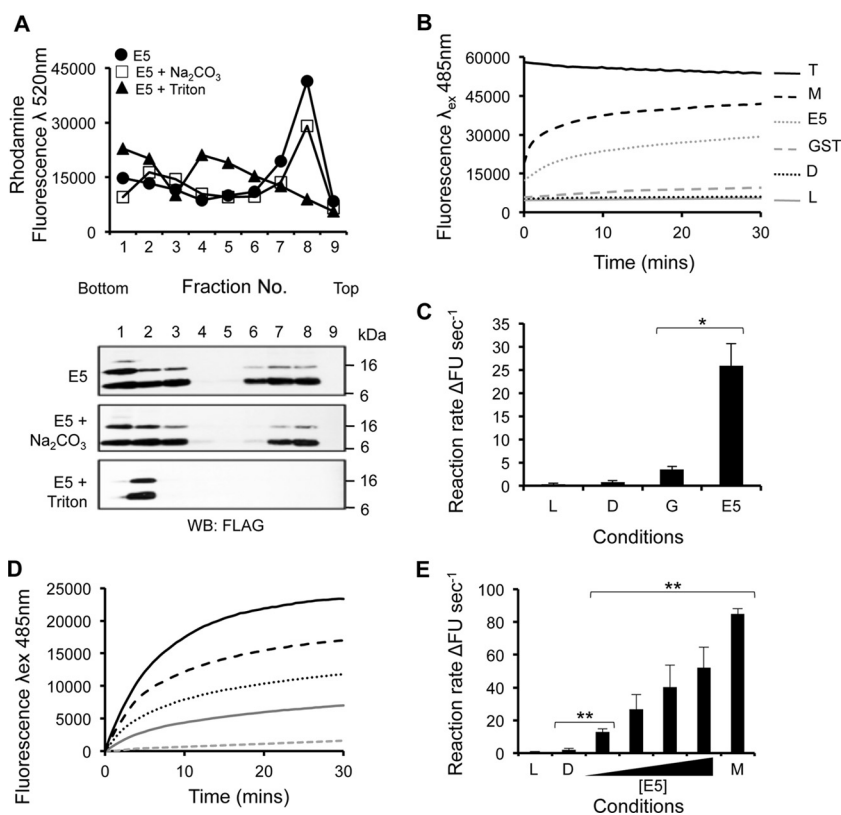 A
E5
E5 + Na2CO3
E5 + Triton
Rhodamine
Fluorescence λ 520nm
45000
30000
15000
0
1 2 3 4 5 6 7 8 9
Bottom Fraction No. Top
1 2 3 4 5 6 7 8 9 kDa
E5
16
6
E5 +
Na2CO3
16
6
E5 +
Triton
16
6
WB: FLAG
B
Fluorescence λex 485nm
60000
45000
30000
15000
0
0 10 20 30
Time (mins)
T
M
E5
GST
D
L
C
Reaction rate ΔFU sec-1
35
30
25
20
15
10
5
0
*
L D G E5
Conditions
D
Fluorescence λex 485nm
25000
20000
15000
10000
5000
0
0 10 20 30
Time (mins)
E
Reaction rate ΔFU sec-1
100
80
60
40
20
0
**
**
L D [E5] M
Conditions